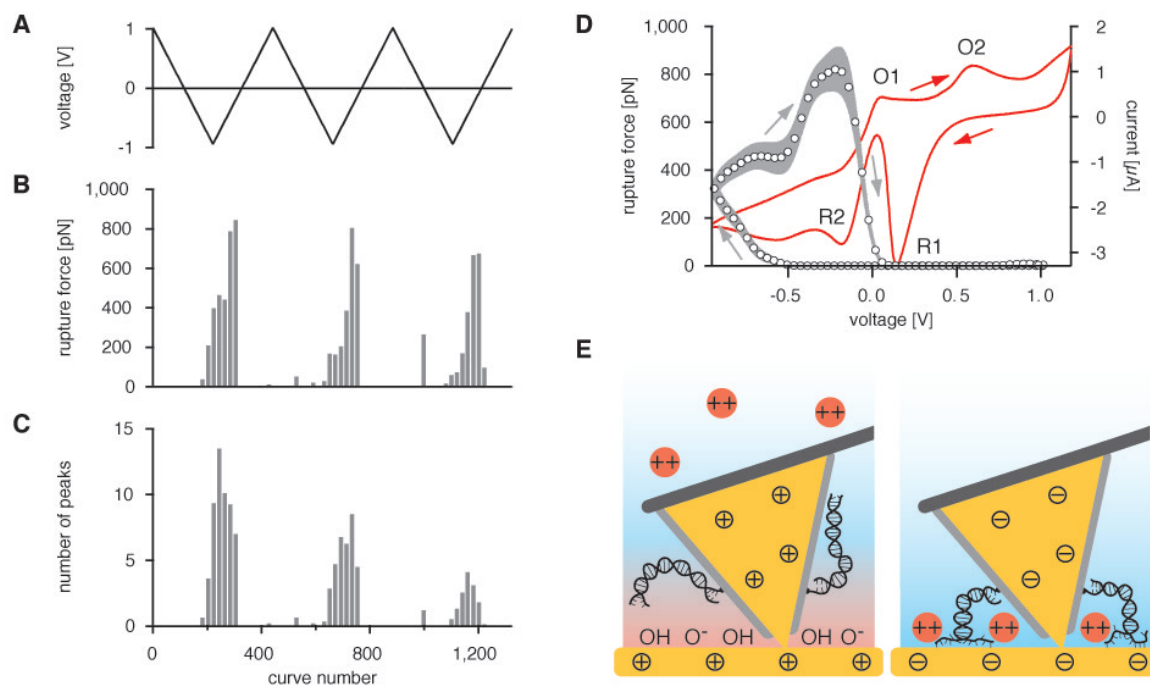 A
voltage [V]
1
0
-1
B
rupture force [pN]
1,000
800
600
400
200
0
C
number of peaks
15
10
5
0
0
400
800
1,200
curve number
D
rupture force [pN]
1,000
800
600
400
200
0
O1
O2
R2
R1
2
1
0
-1
-2
-3
current [µA]
-0.5
0.0
0.5
1.0
voltage [V]
E
++
++
++
+
+
+
+
OH O- OH OH O-
+ + + +
−
−
−
−
++ ++ ++
− − − −